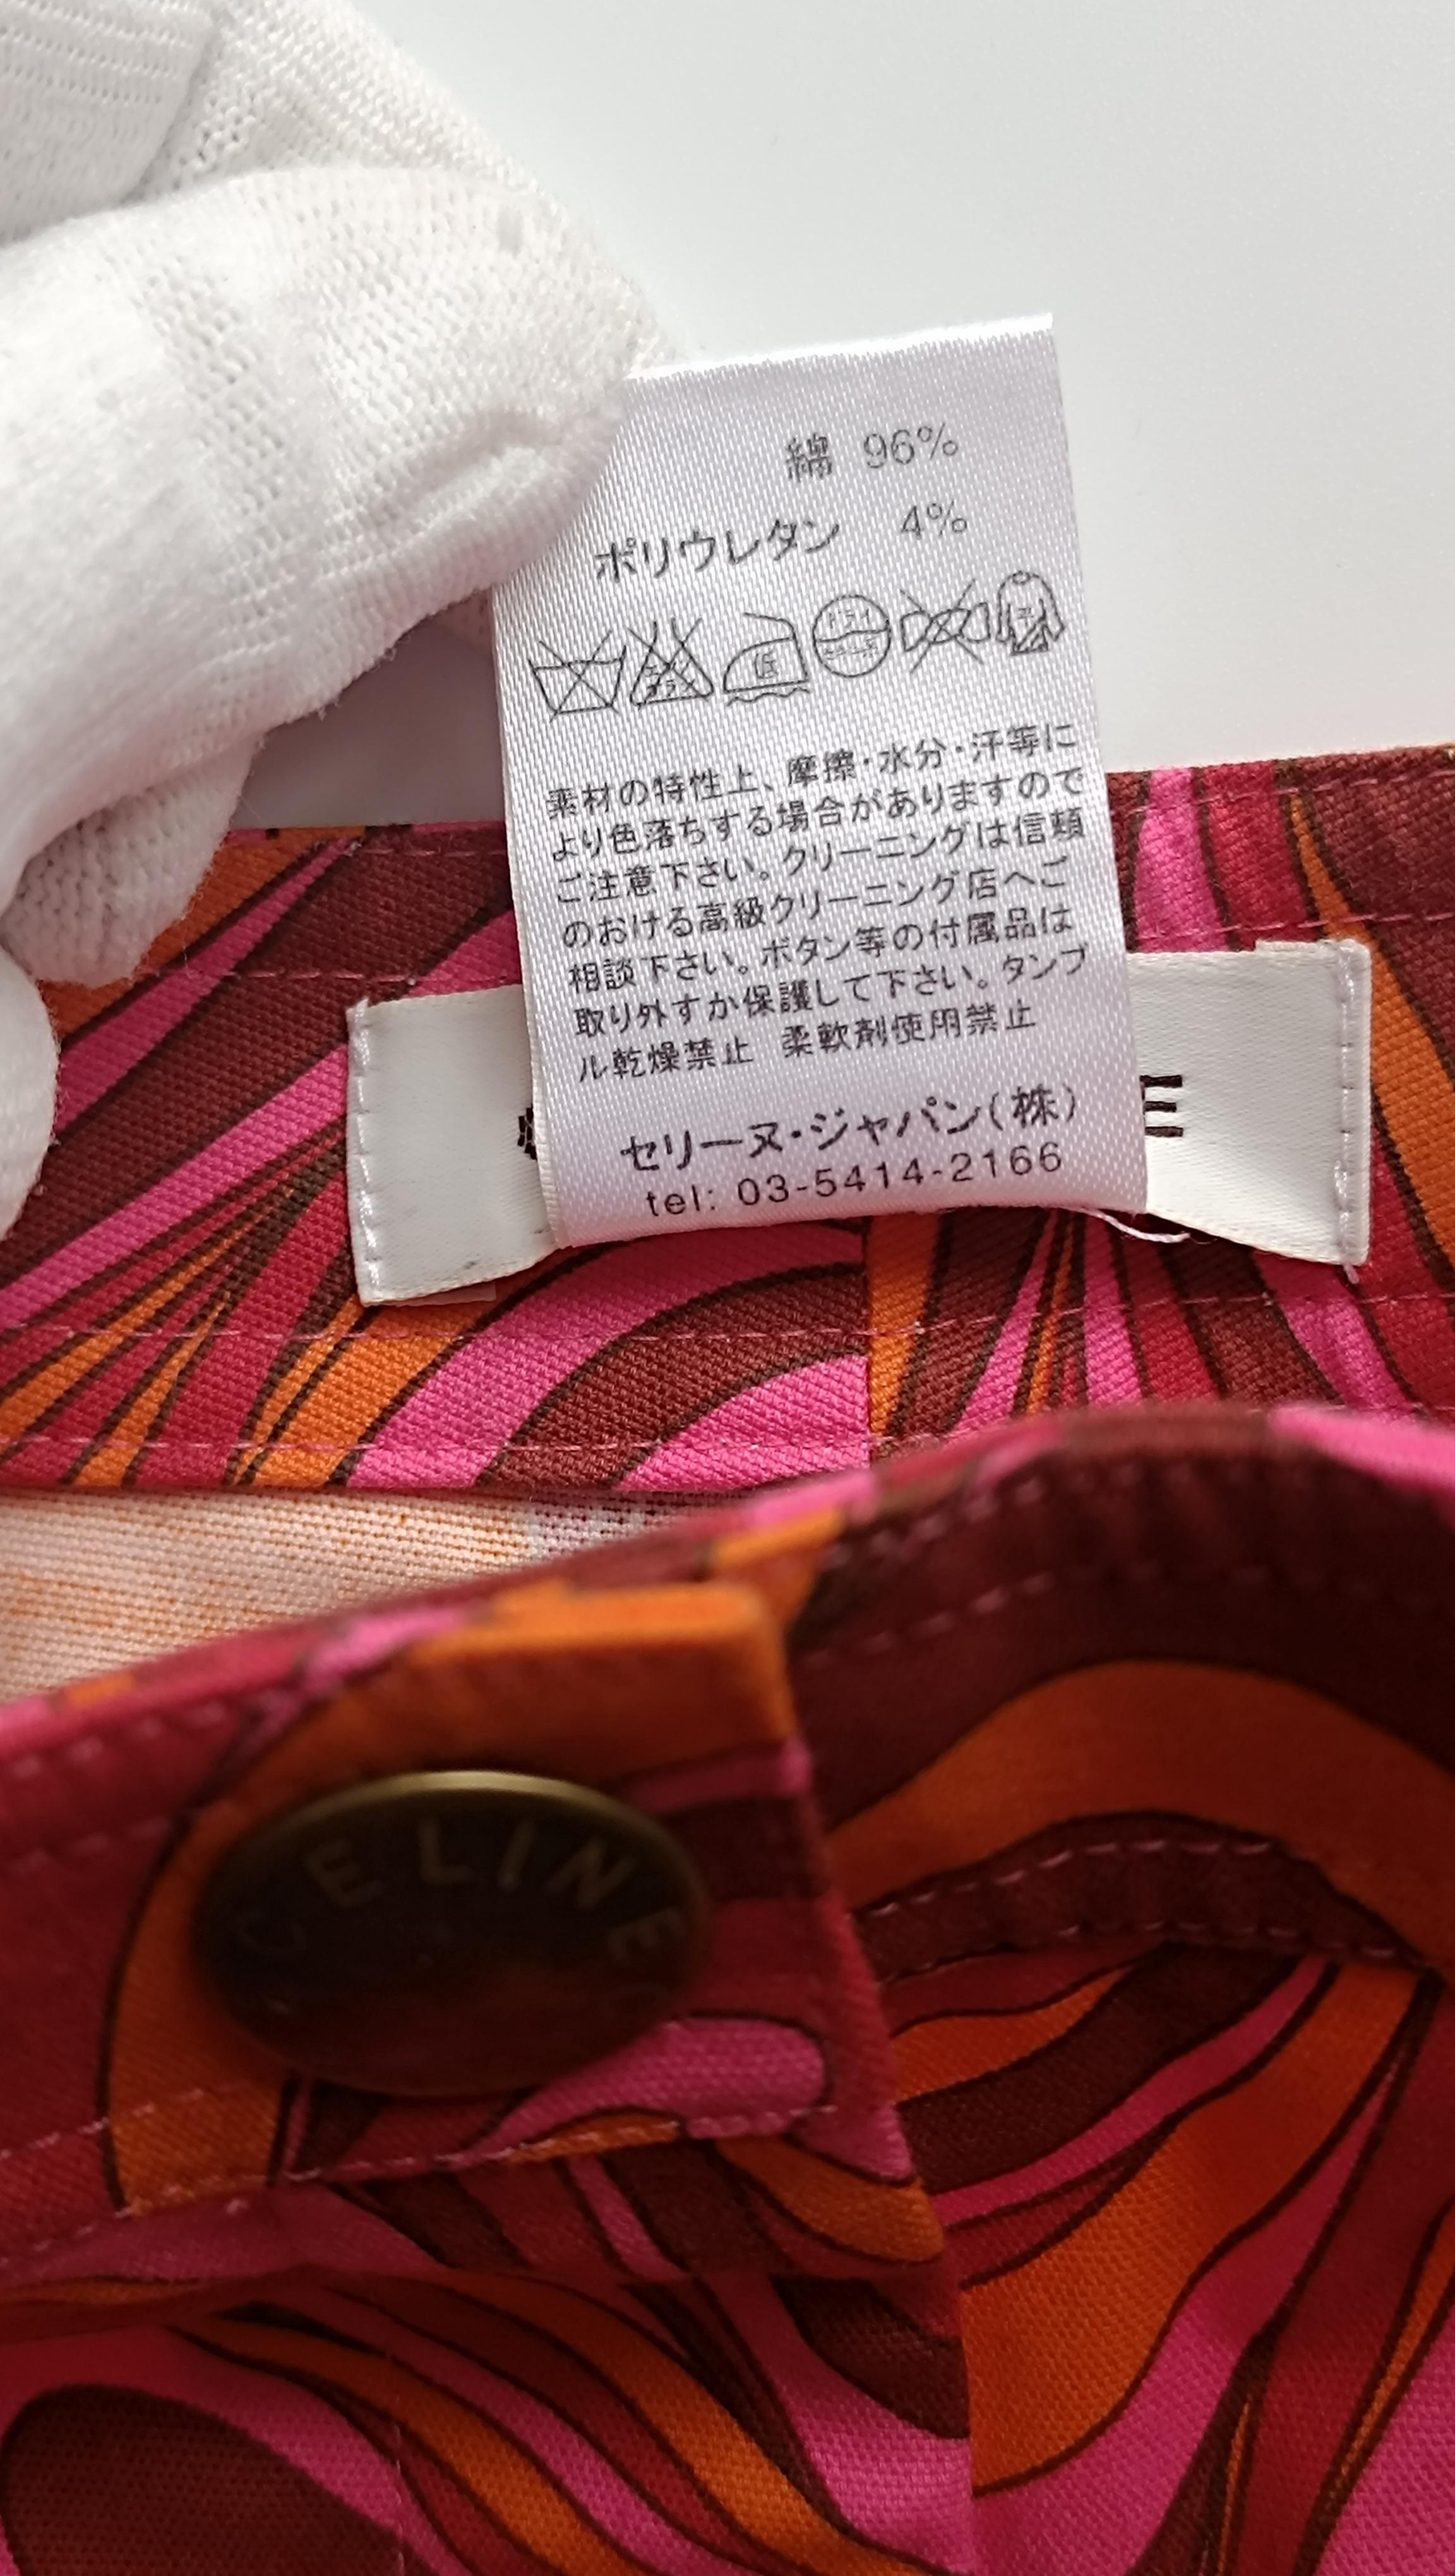 綿 96%
ポリウレタン 4%
低
ドライ
素材の特性上、摩擦・水分・汗等に
より色落ちする場合がありますので
ご注意下さい。クリーニングは信頼
のおける高級クリーニング店へご
相談下さい。ボタン等の付属品は
取り外すか保護して下さい。タンブ
ル乾燥禁止 柔軟剤使用禁止
セリーヌ・ジャパン(株)
tel: 03-5414-2166
E
CELINE